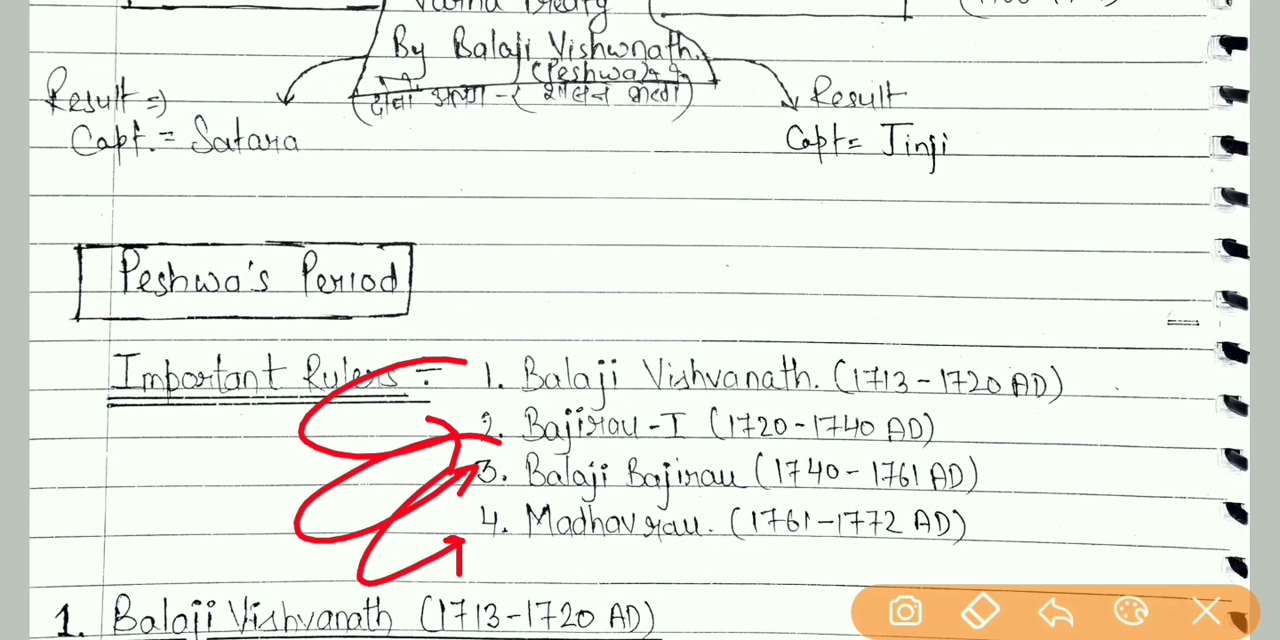 By Balaji Vishwnath.
(Peshwa)
Result ⇒
Capt. = Satara
Result
Capt = Jinji
Peshwa's Period
Important Rulers :- 1. Balaji Vishvanath. (1713-1720 AD)
2. Bajirau-I (1720-1740 AD)
3. Balaji Bajirau (1740-1761 AD)
4. Madhavrau. (1761-1772 AD)
1. Balaji Vishvanath (1713-1720 AD)